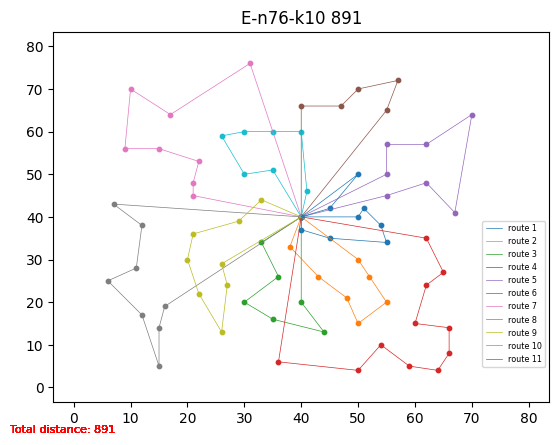 E-n76-k10 891
80
70
60
50
40
30
20
10
0
0 10 20 30 40 50 60 70 80
route 1
route 2
route 3
route 4
route 5
route 6
route 7
route 8
route 9
route 10
route 11
Total distance: 891